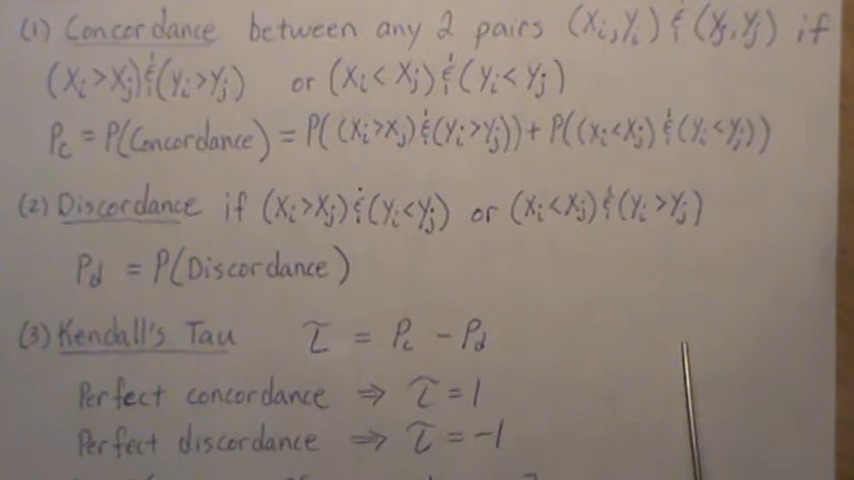 (1) Concordance between any 2 pairs (Xi,Yi) & (Xj,Yj) if
(Xi>Xj)&(Yi>Yj) or (Xi<Xj)&(Yi<Yj)
Pc = P(Concordance) = P((Xi>Xj)&(Yi>Yj)) + P((Xi<Xj)&(Yi<Yj))
(2) Discordance if (Xi>Xj)&(Yi<Yj) or (Xi<Xj)&(Yi>Yj)
Pd = P(Discordance)
(3) Kendall's Tau τ = Pc - Pd
Perfect concordance ⇒ τ = 1
Perfect discordance ⇒ τ = -1